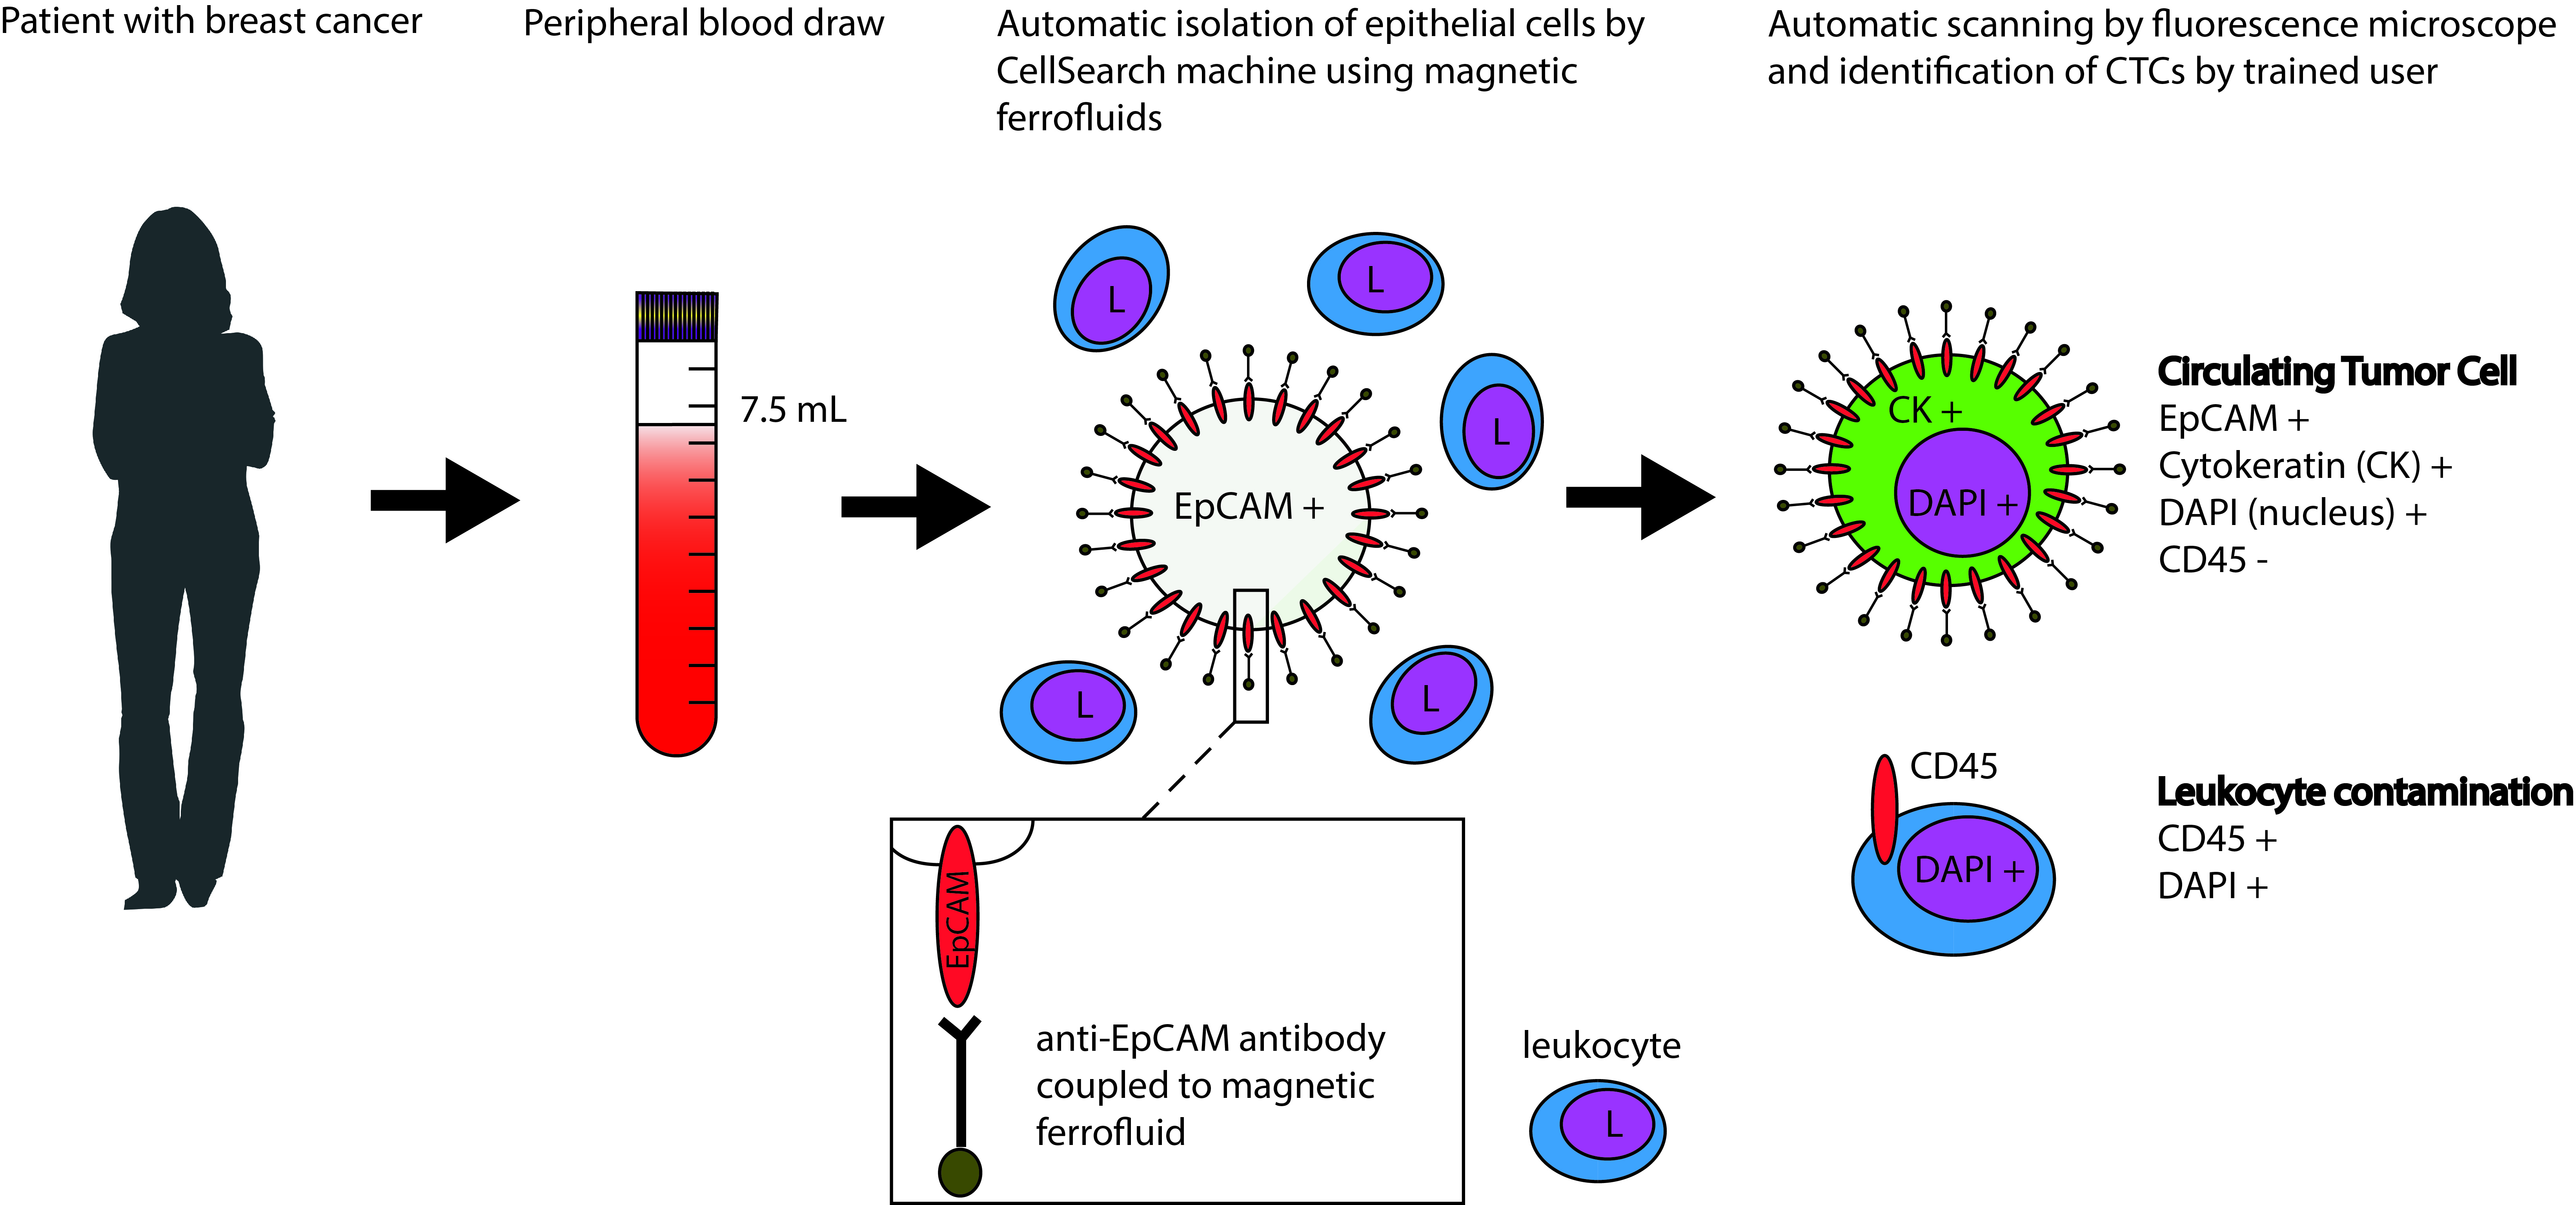 Patient with breast cancer
Peripheral blood draw
Automatic isolation of epithelial cells by
CellSearch machine using magnetic
ferrofluids
Automatic scanning by fluorescence microscope
and identification of CTCs by trained user
7.5 mL
L
L
L
EpCAM +
L
L
CK +
DAPI +
Circulating Tumor Cell
EpCAM +
Cytokeratin (CK) +
DAPI (nucleus) +
CD45 -
EpCAM
anti-EpCAM antibody
coupled to magnetic
ferrofluid
leukocyte
L
CD45
DAPI +
Leukocyte contamination
CD45 +
DAPI +